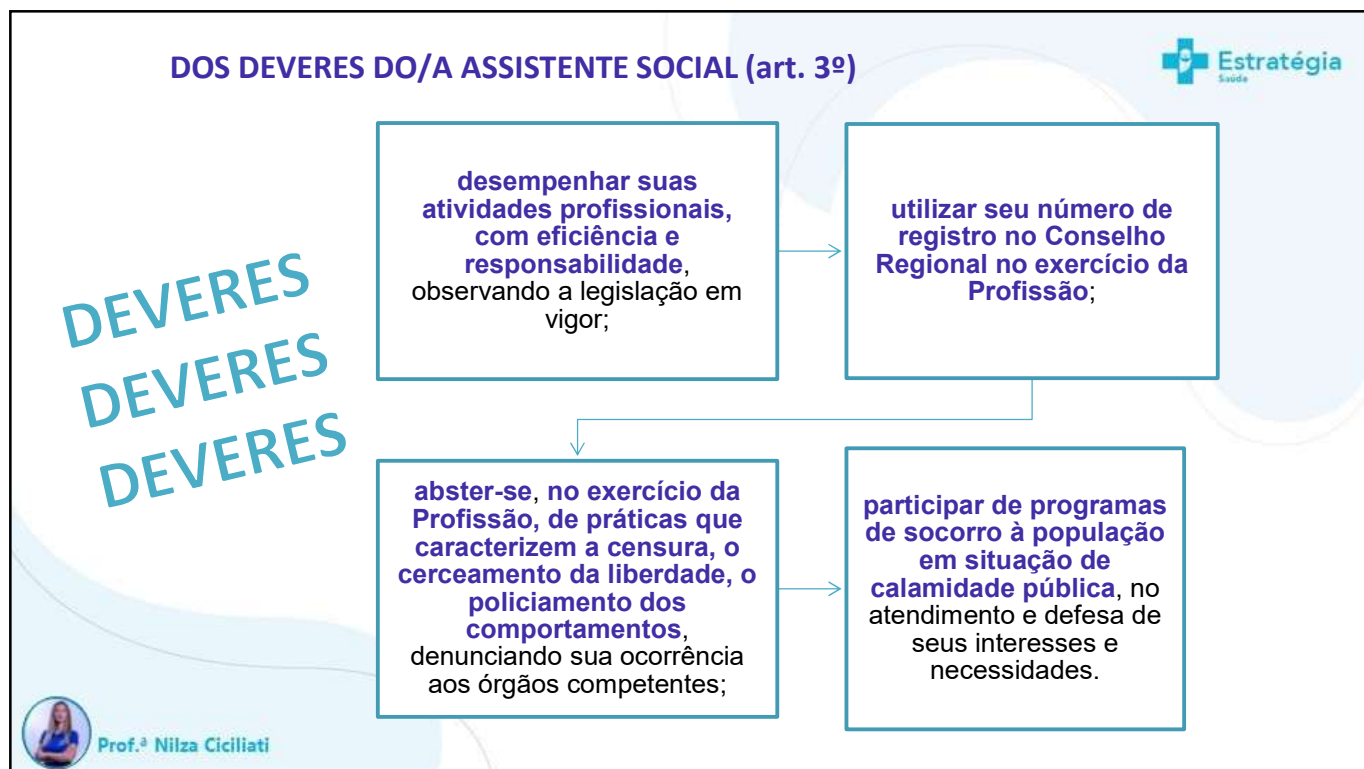 DOS DEVERES DO/A ASSISTENTE SOCIAL (art. 3º)
Estratégia
Saúde
DEVERES
DEVERES
DEVERES
desempenhar suas
atividades profissionais,
com eficiência e
responsabilidade,
observando a legislação em
vigor;
utilizar seu número de
registro no Conselho
Regional no exercício da
Profissão;
abster-se, no exercício da
Profissão, de práticas que
caracterizem a censura, o
cerceamento da liberdade, o
policiamento dos
comportamentos,
denunciando sua ocorrência
aos órgãos competentes;
participar de programas
de socorro à população
em situação de
calamidade pública, no
atendimento e defesa de
seus interesses e
necessidades.
Prof.ª Nilza Ciciliati